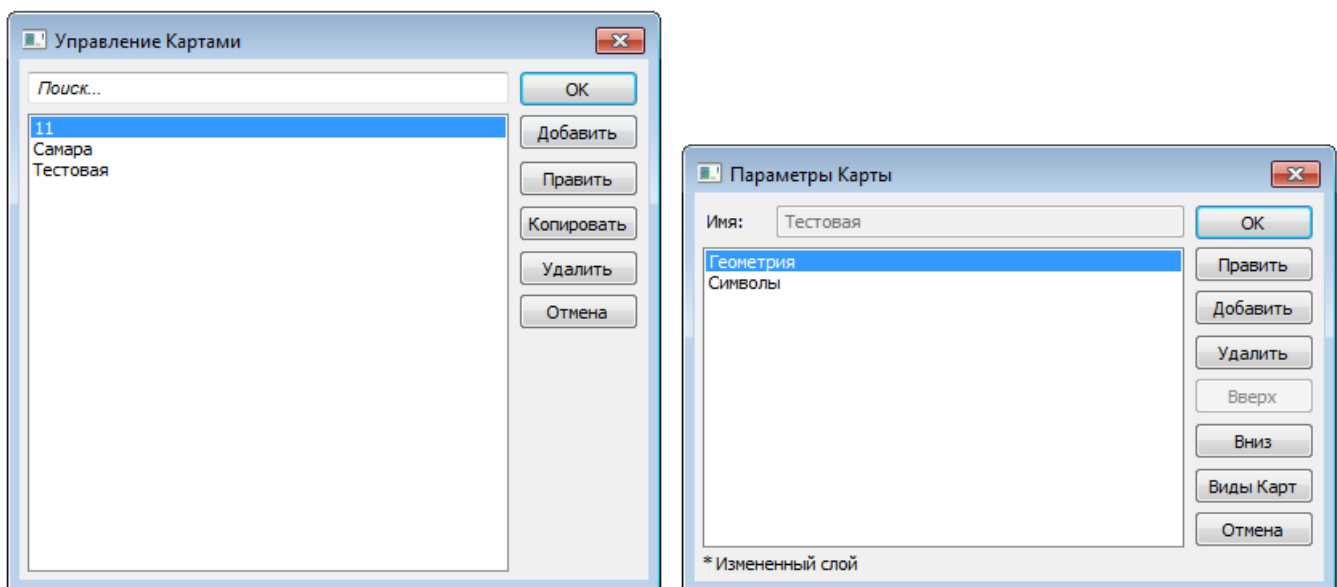 Управление Картами
Поиск...
OK
11
Самара
Тестовая
Добавить
Править
Копировать
Удалить
Отмена
Параметры Карты
Имя:
Тестовая
OK
Геометрия
Символы
Править
Добавить
Удалить
Вверх
Вниз
Виды Карт
Отмена
* Измененный слой